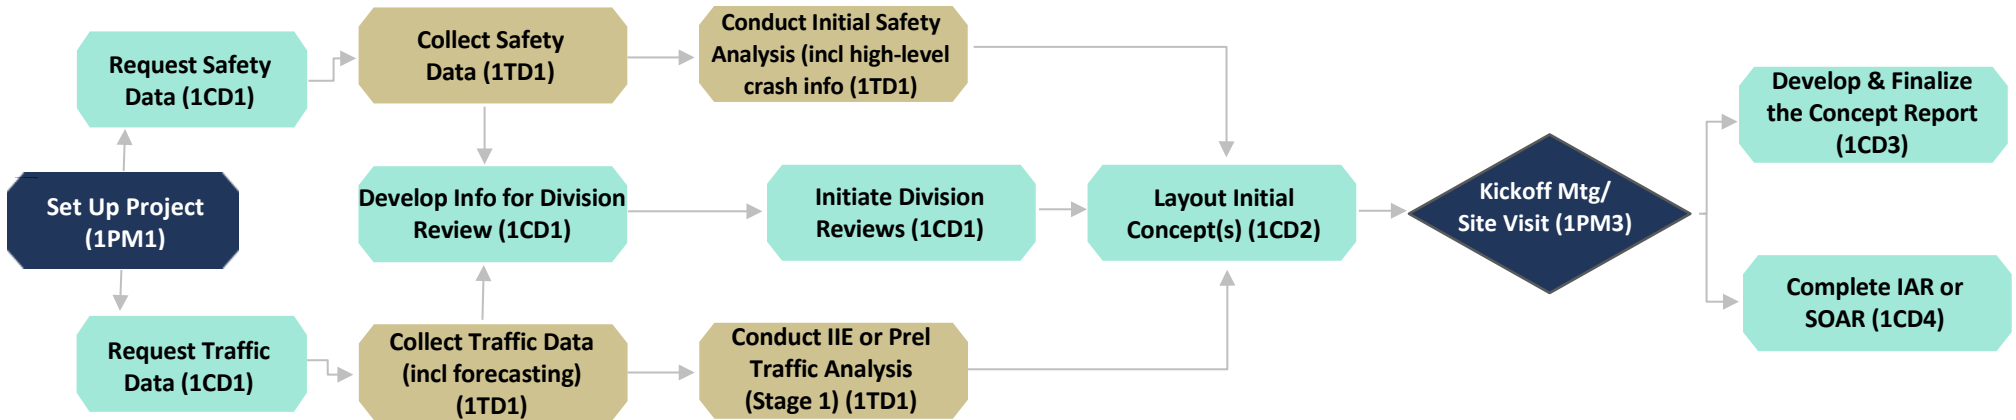 Request Safety
Data (1CD1)
Collect Safety
Data (1TD1)
Conduct Initial Safety
Analysis (incl high-level
crash info (1TD1)
Develop & Finalize
the Concept Report
(1CD3)
Set Up Project
(1PM1)
Develop Info for Division
Review (1CD1)
Initiate Division
Reviews (1CD1)
Layout Initial
Concept(s) (1CD2)
Kickoff Mtg/
Site Visit (1PM3)
Complete IAR or
SOAR (1CD4)
Request Traffic
Data (1CD1)
Collect Traffic Data
(incl forecasting)
(1TD1)
Conduct IIE or Prel
Traffic Analysis
(Stage 1) (1TD1)